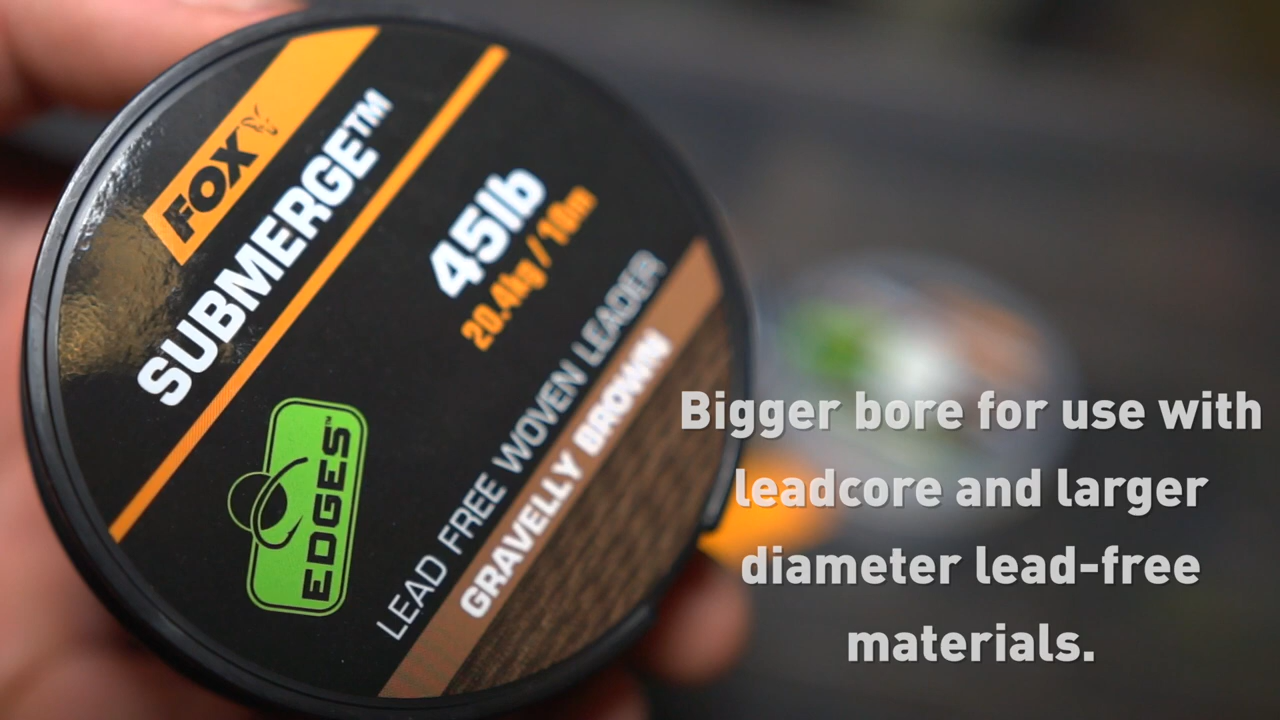 FOX
SUBMERGE™
45lb
20.4kg / 10m
EDGES™
LEAD FREE WOVEN LEADER
GRAVELLY BROWN
Bigger bore for use with
leadcore and larger
diameter lead-free
materials.